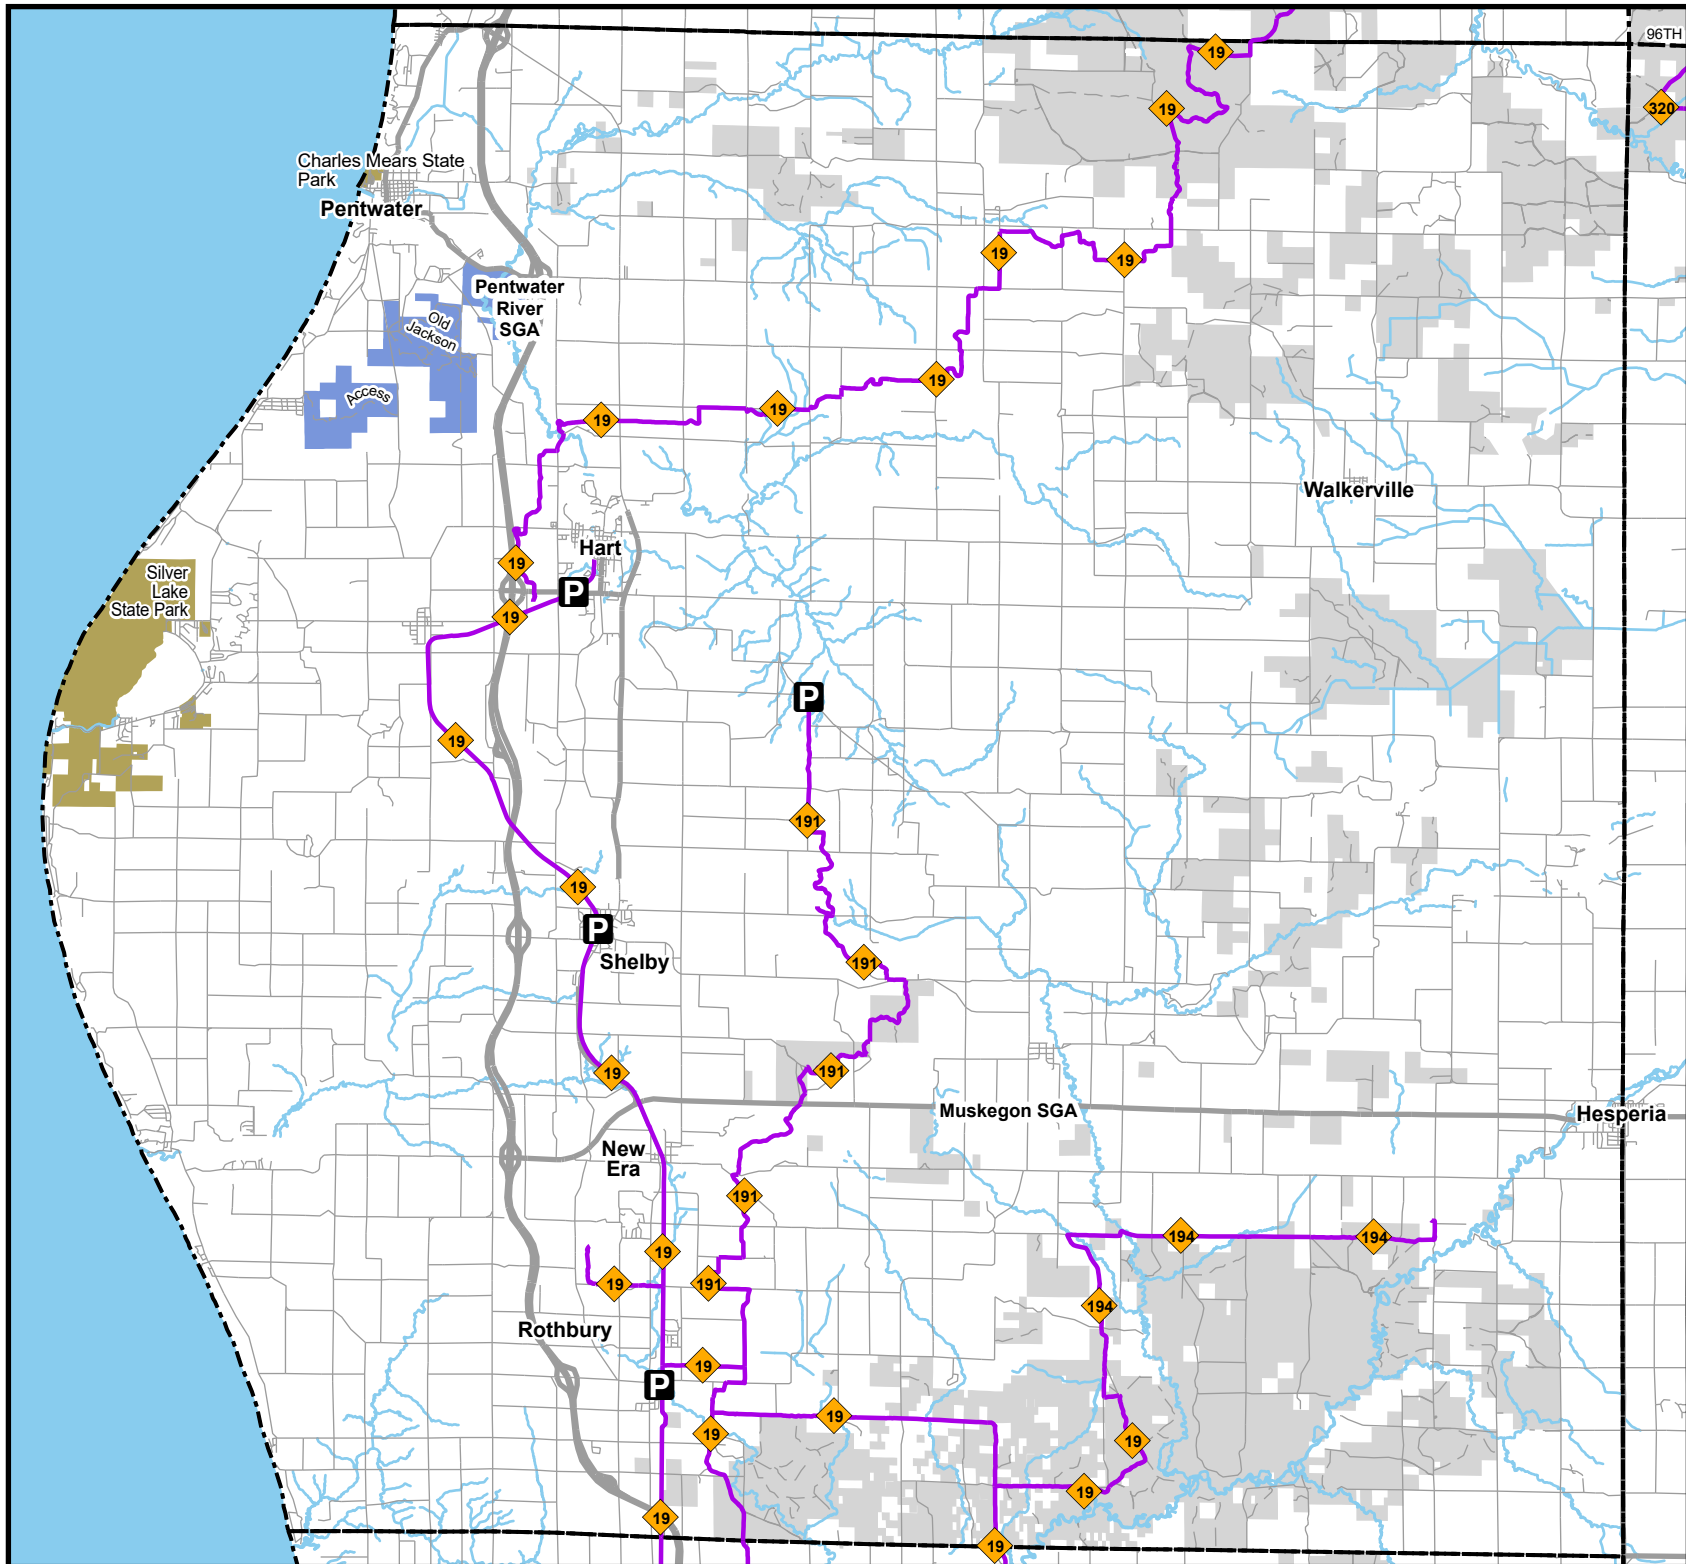 96TH
19
19
320
Charles Mears State
Park
Pentwater
19
19
Pentwater
River
SGA
Old
Jackson
Access
19
19
19
Walkerville
Hart
19
P
19
Silver
Lake
State Park
P
19
191
19
P
Shelby
191
19
191
Muskegon SGA
Hesperia
New
Era
191
194
194
19
19
191
194
Rothbury
19
P
19
19
19
19
19
19